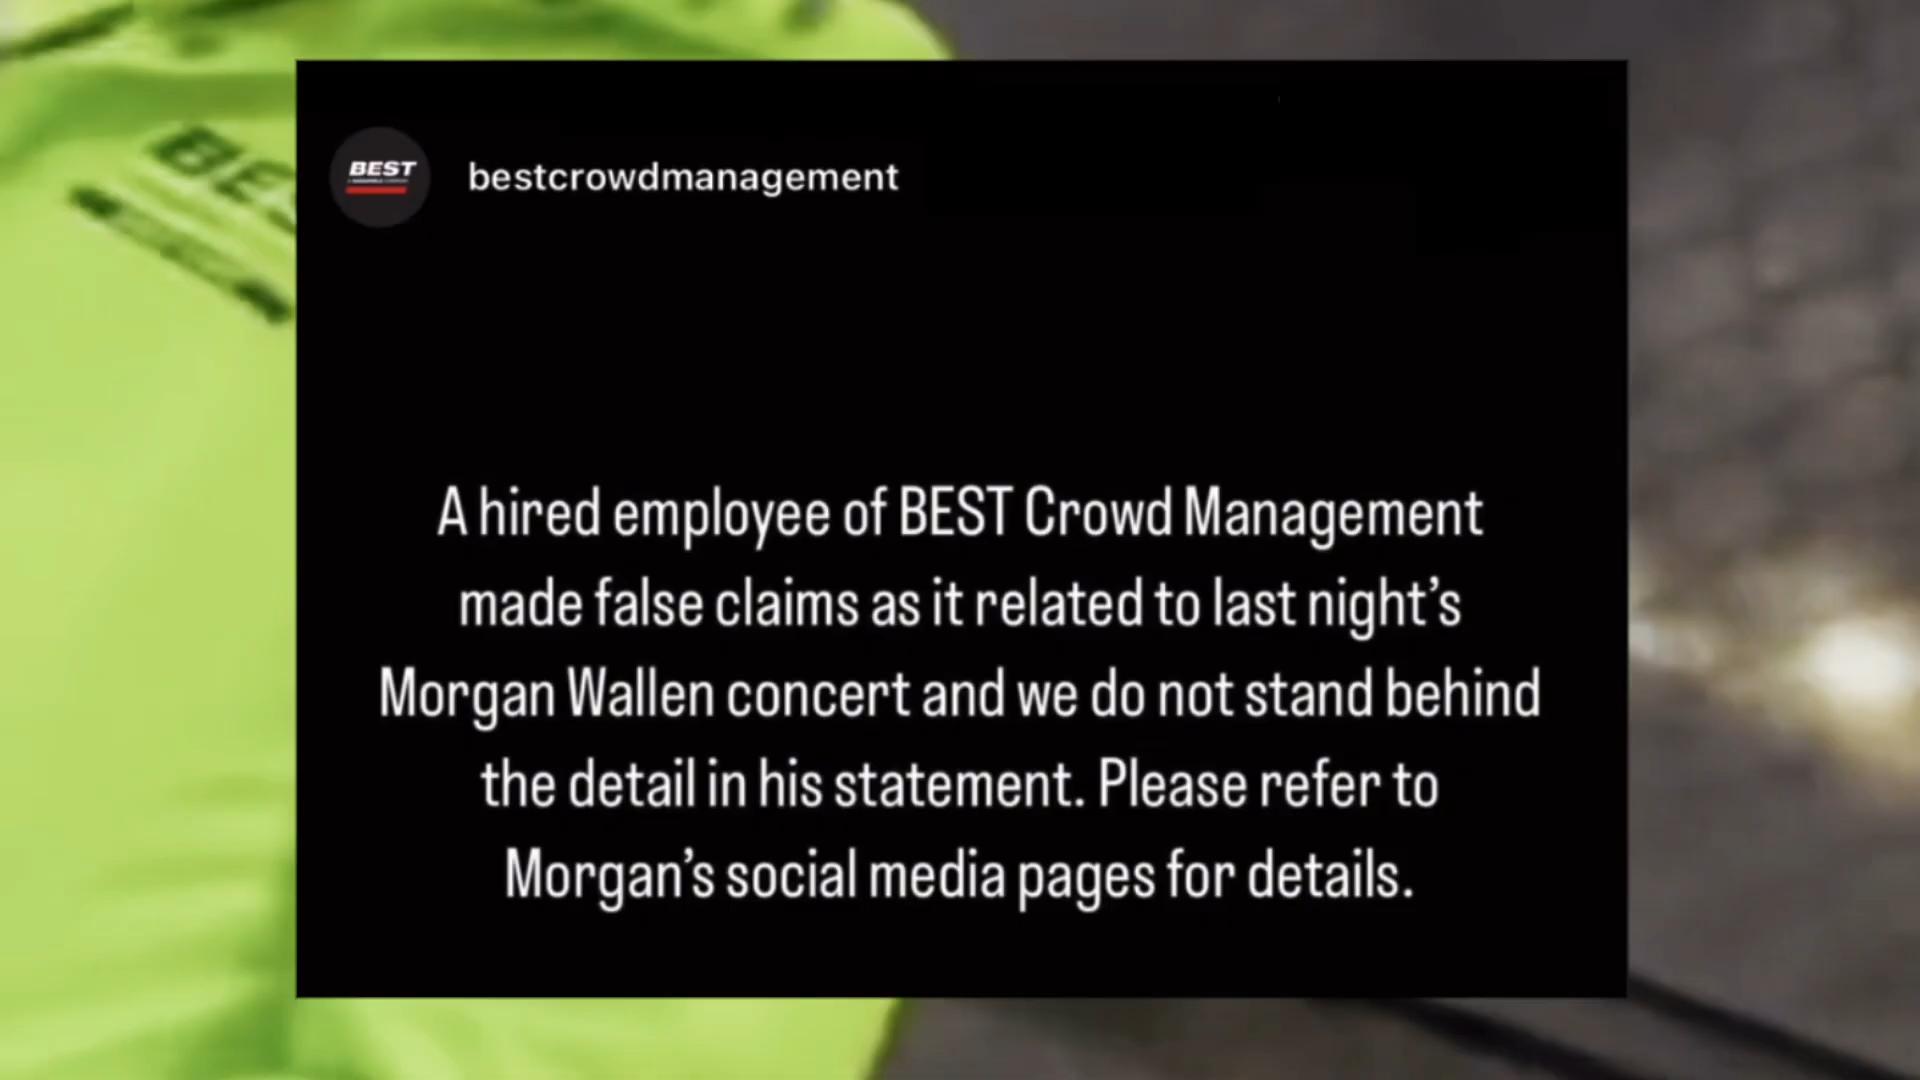 BES
BEST
bestcrowdmanagement
A hired employee of BEST Crowd Management
made false claims as it related to last night’s
Morgan Wallen concert and we do not stand behind
the detail in his statement. Please refer to
Morgan’s social media pages for details.